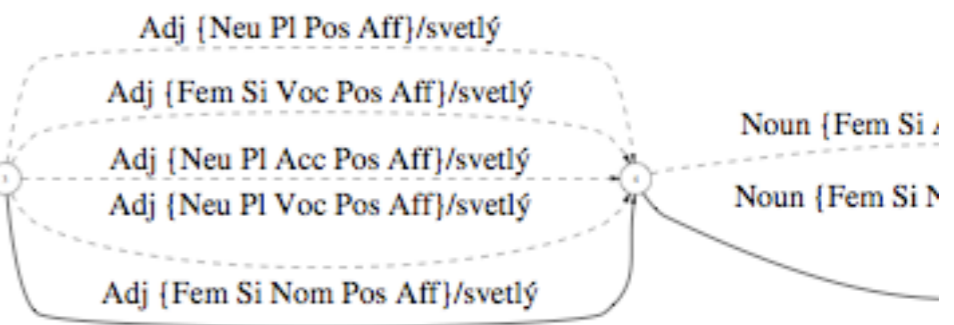 Adj {Neu Pl Pos Aff}/svetlý
Adj {Fem Si Voc Pos Aff}/svetlý
Adj {Neu Pl Acc Pos Aff}/svetlý
Adj {Neu Pl Voc Pos Aff}/svetlý
Adj {Fem Si Nom Pos Aff}/svetlý
Noun {Fem Si
Noun {Fem Si